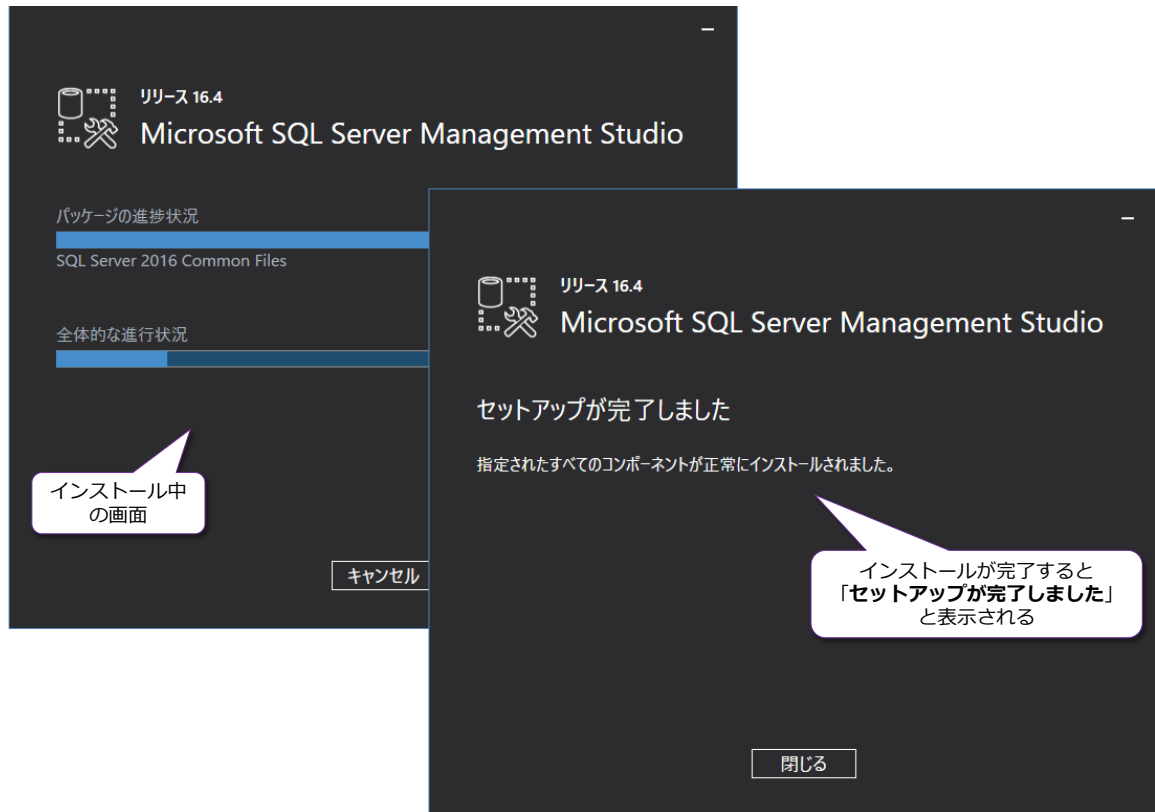 リリース 16.4
Microsoft SQL Server Management Studio
パッケージの進捗状況
SQL Server 2016 Common Files
全体的な進行状況
インストール中
の画面
キャンセル
リリース 16.4
Microsoft SQL Server Management Studio
セットアップが完了しました
指定されたすべてのコンポーネントが正常にインストールされました。
インストールが完了すると
「セットアップが完了しました」
と表示される
閉じる